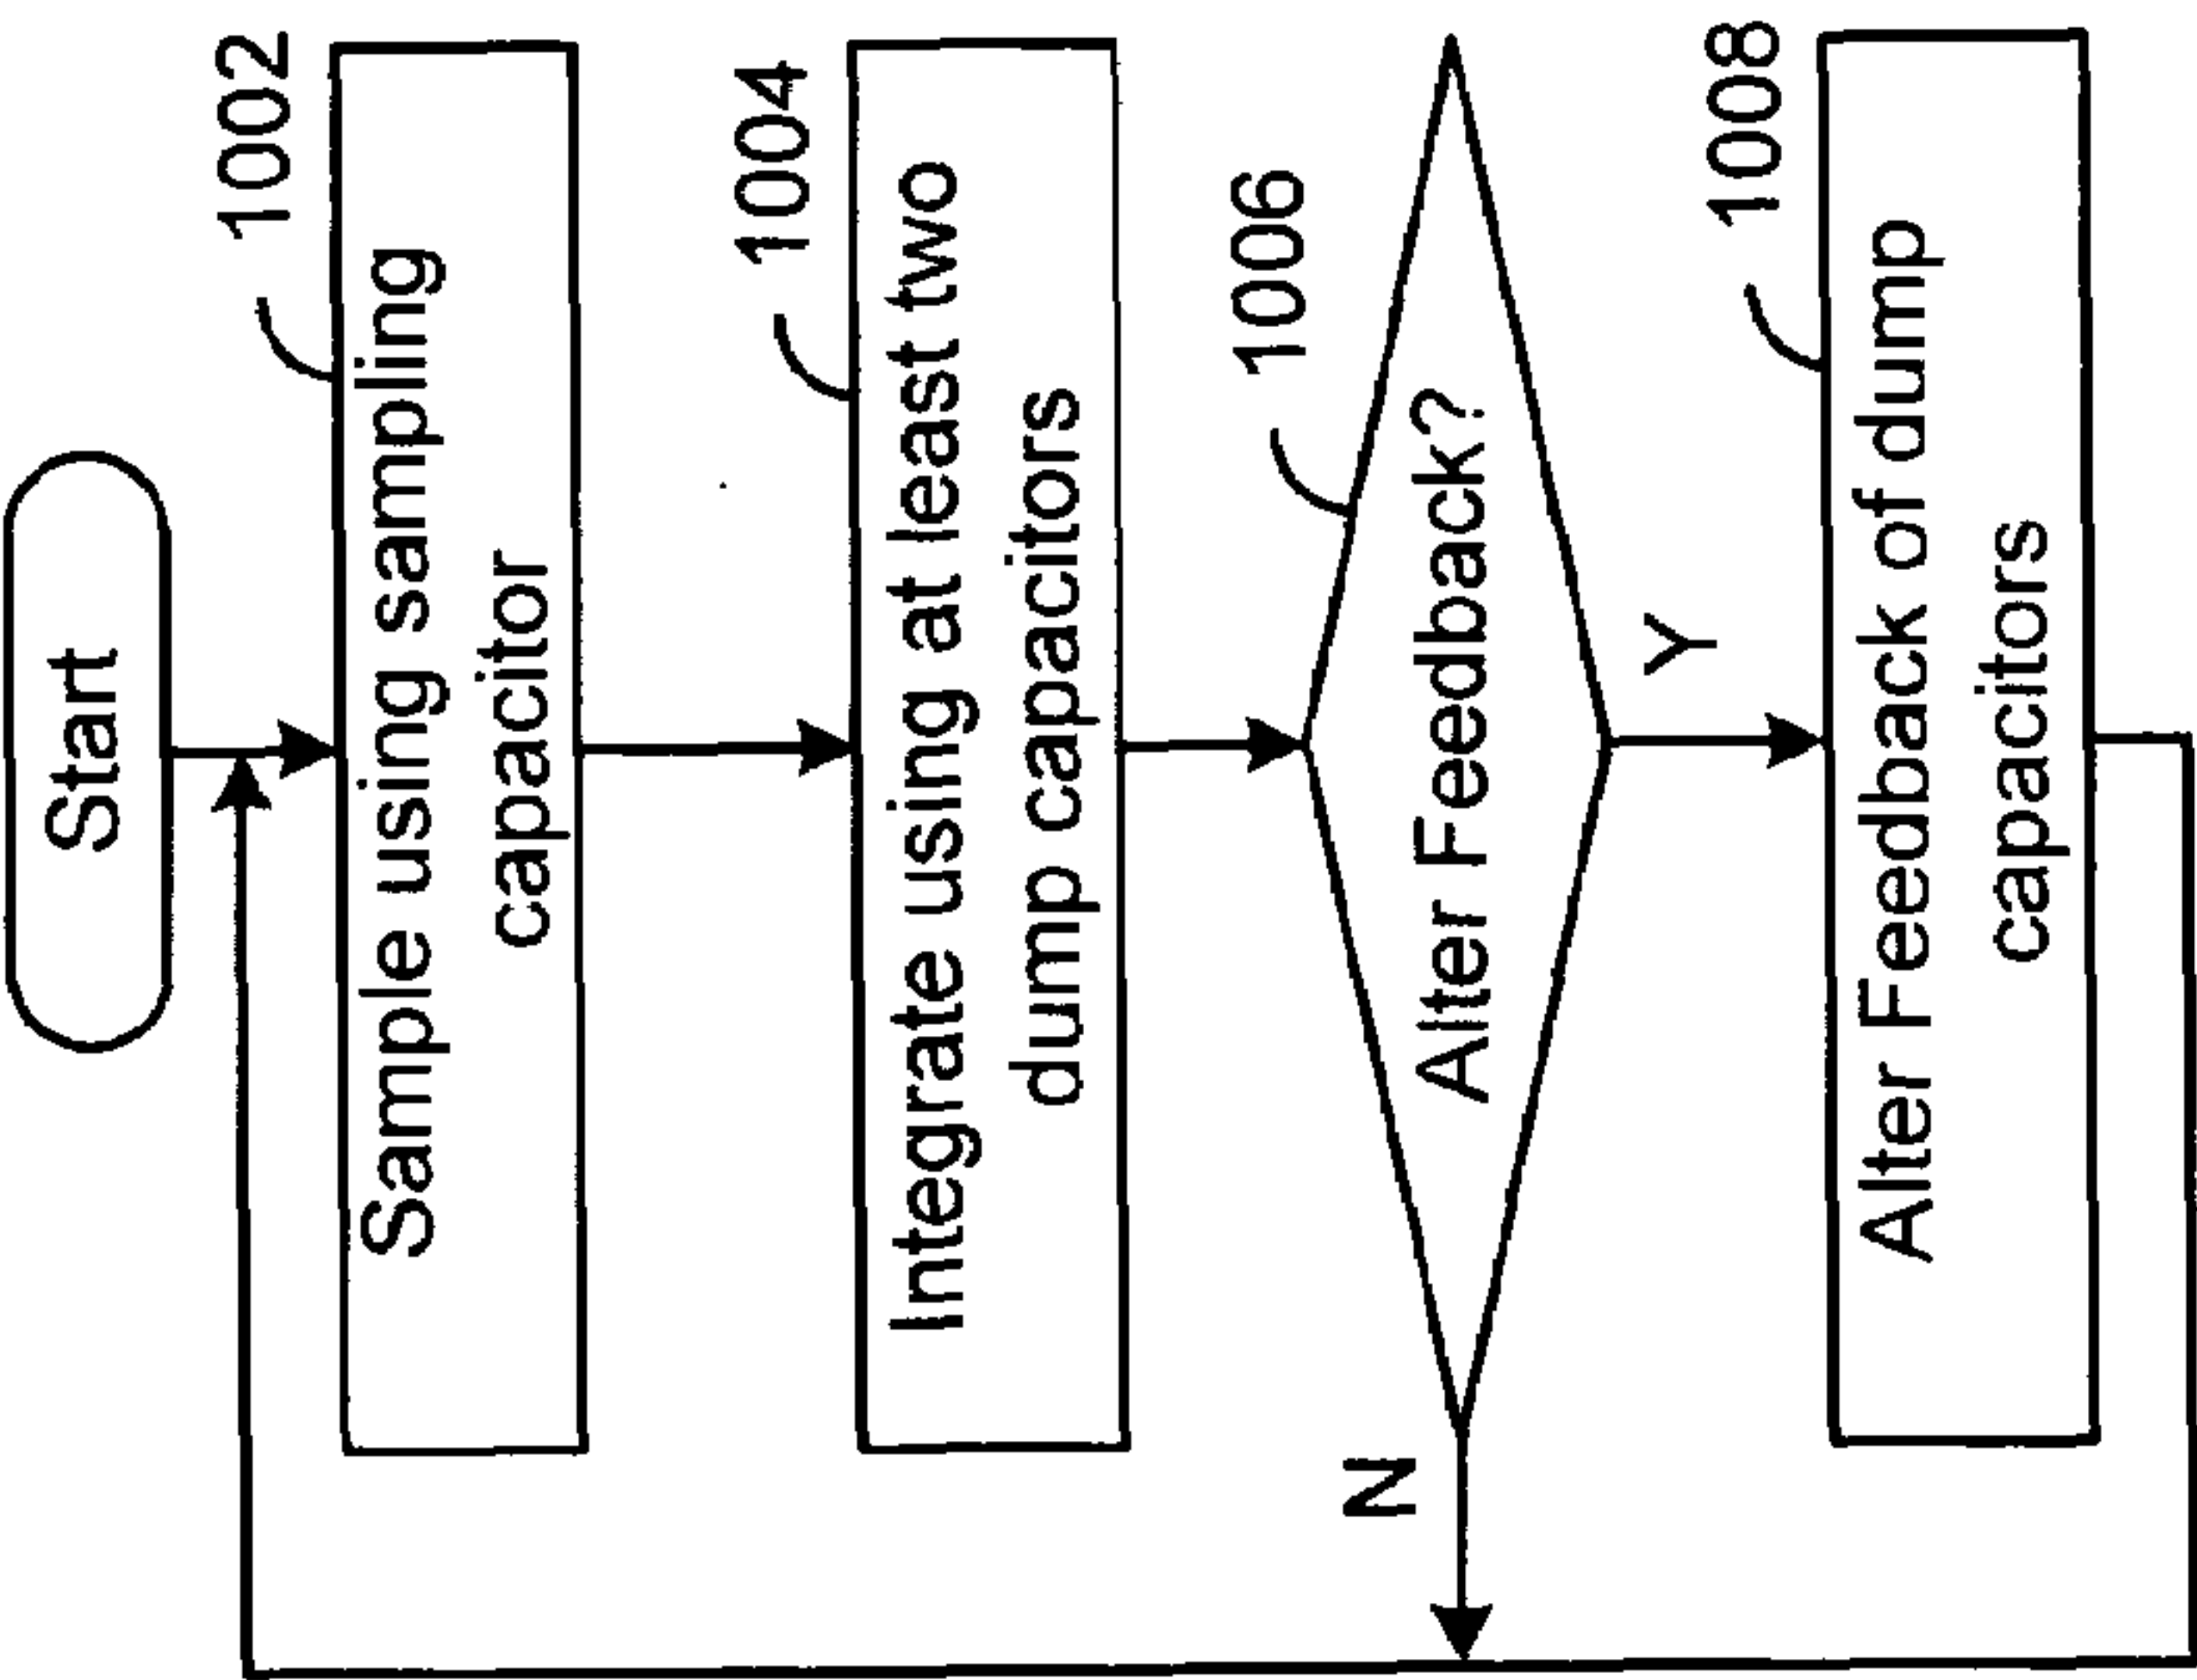 Start
1002
Sample using sampling
capacitor
1004
Integrate using at least two
dump capacitors
1006
Alter Feedback?
N
Y
1008
Alter Feedback of dump
capacitors